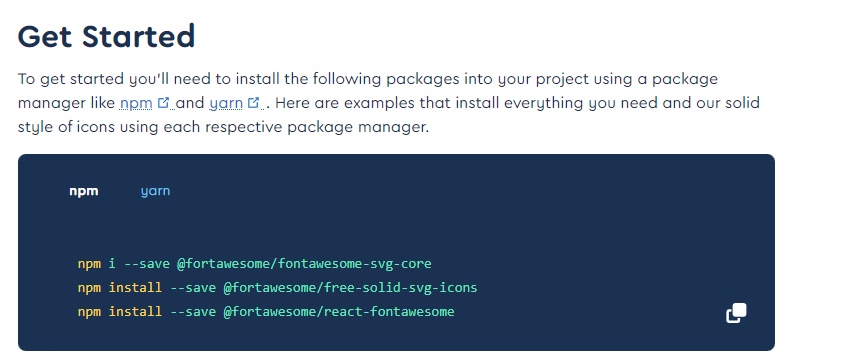 Get Started
To get started you'll need to install the following packages into your project using a package
manager like npm and yarn . Here are examples that install everything you need and our solid
style of icons using each respective package manager.
npm yarn
npm i --save @fortawesome/fontawesome-svg-core
npm install --save @fortawesome/free-solid-svg-icons
npm install --save @fortawesome/react-fontawesome